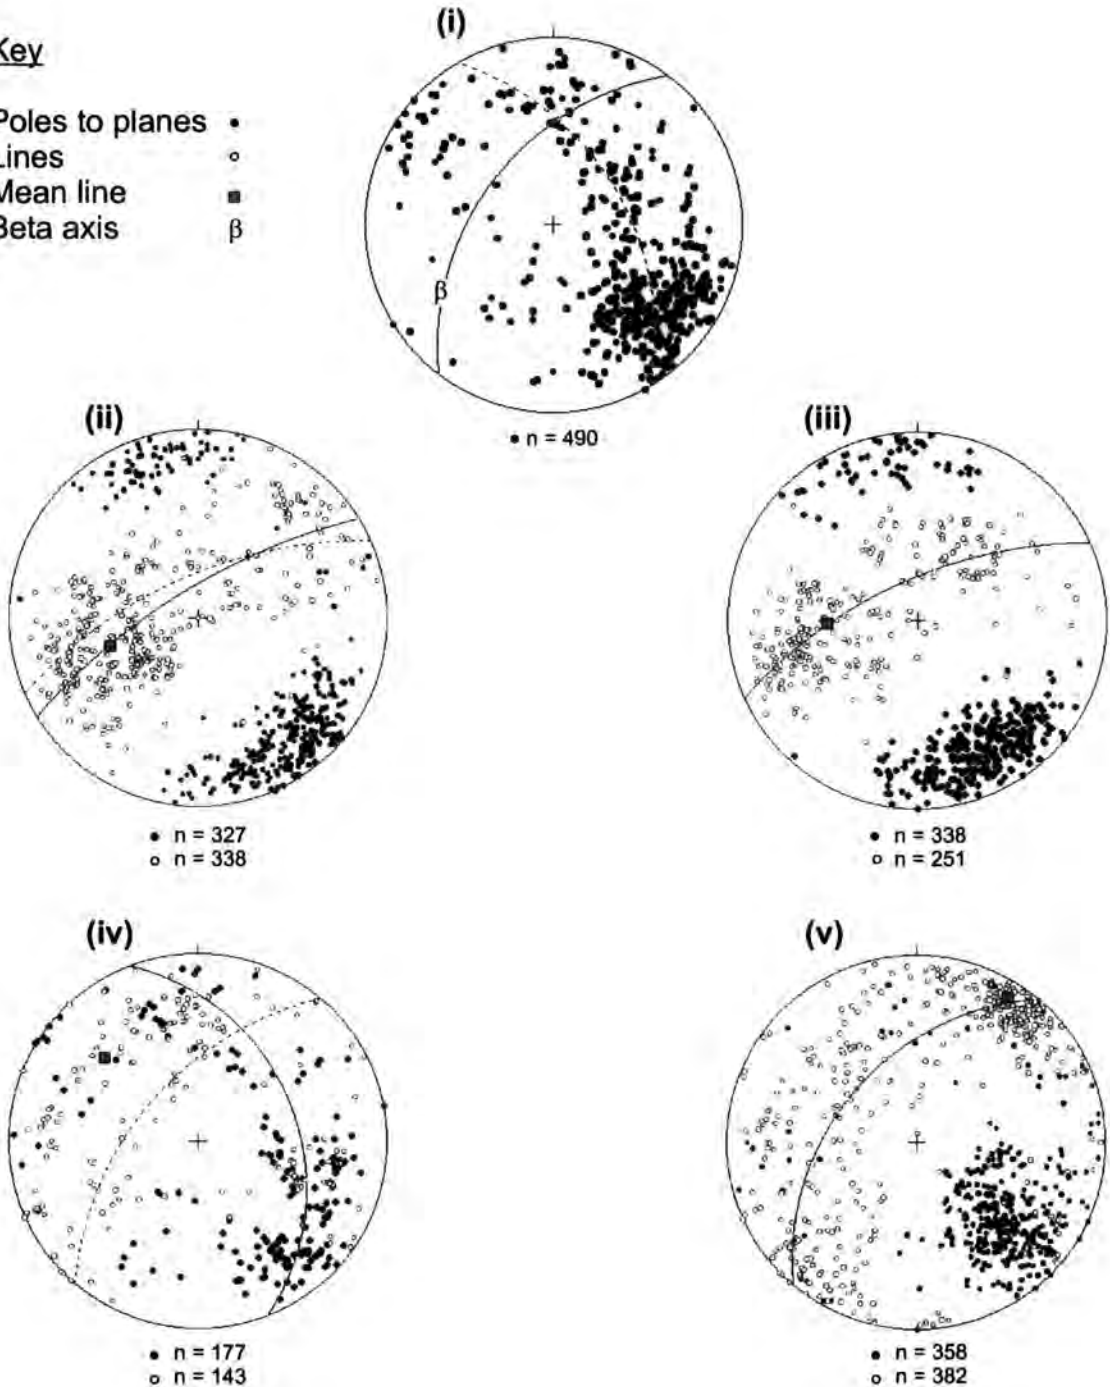 (i)
Key
Poles to planes
Lines
Mean line
Beta axis β
β
n = 490
(ii)
(iii)
n = 327
n = 338
n = 338
n = 251
(iv)
(v)
n = 177
n = 143
n = 358
n = 382